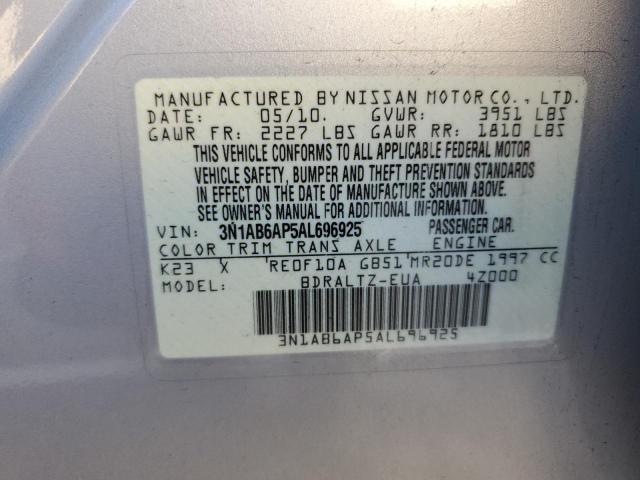 MANUFACTURED BY NISSAN MOTOR CO., LTD.
DATE: 05/10. GVWR: 3951 LBS
GAWR FR: 2227 LBS GAWR RR: 1810 LBS
THIS VEHICLE CONFORMS TO ALL APPLICABLE FEDERAL MOTOR
VEHICLE SAFETY, BUMPER AND THEFT PREVENTION STANDARDS
IN EFFECT ON THE DATE OF MANUFACTURE SHOWN ABOVE.
SEE OWNER'S MANUAL FOR ADDITIONAL INFORMATION.
VIN: 3N1AB6AP5AL696925 PASSENGER CAR.
COLOR TRIM TRANS AXLE ENGINE
K23 X RE0F10A GB51 MR20DE 1997 CC
BDRALTZ-EUA 4Z000
3N1AB6AP5AL696925